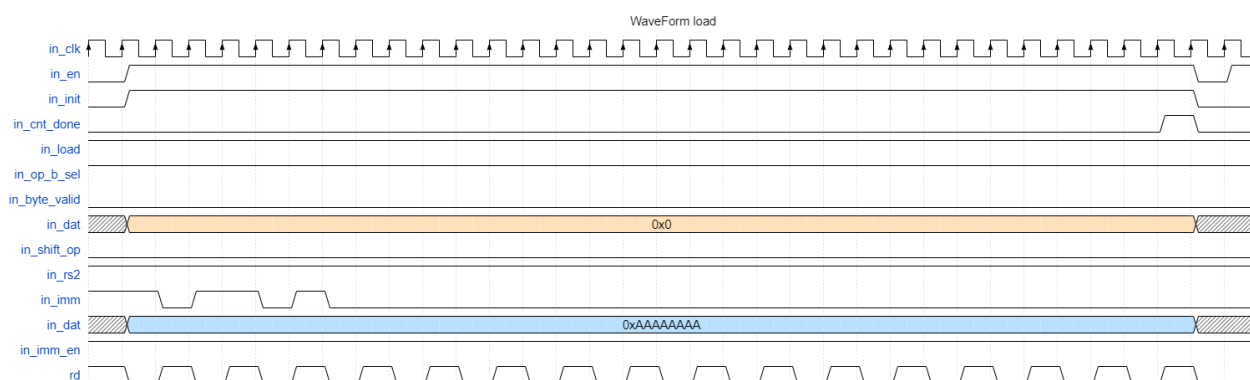 WaveForm load
in_clk
in_en
in_init
in_cnt_done
in_load
in_op_b_sel
in_byte_valid
in_dat 0x0
in_shift_op
in_rs2
in_imm
in_dat 0xAAAAAAAA
in_imm_en
rd